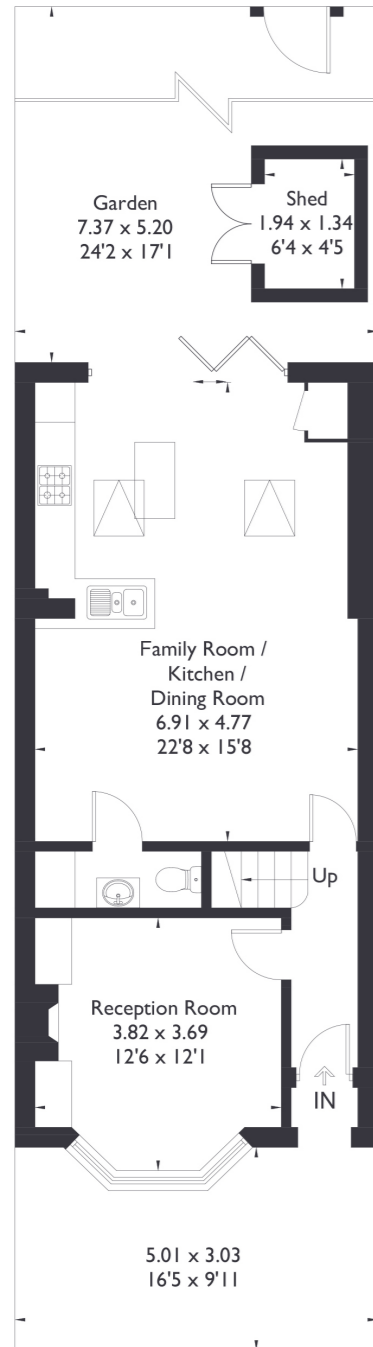 Garden
7.37 x 5.20
24'2 x 17'1
Shed
1.94 x 1.34
6'4 x 4'5
Family Room /
Kitchen /
Dining Room
6.91 x 4.77
22'8 x 15'8
Up
Reception Room
3.82 x 3.69
12'6 x 12'1
IN
5.01 x 3.03
16'5 x 9'11